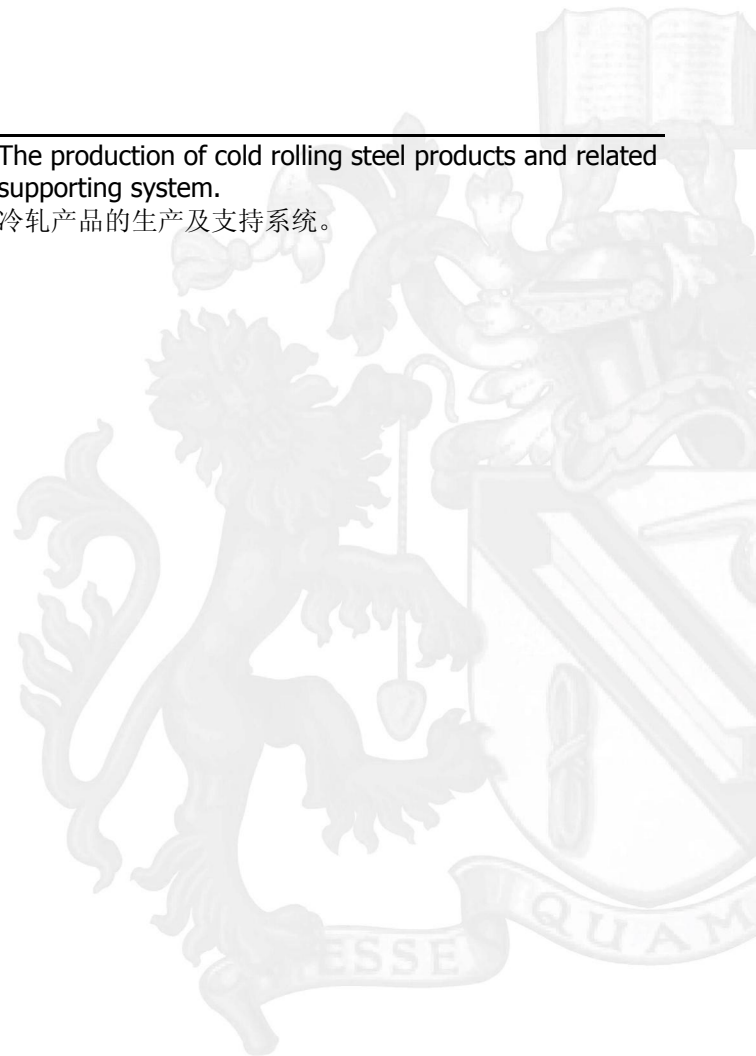 The production of cold rolling steel products and related
supporting system.
冷轧产品的生产及支持系统。
ESSE
QUAM